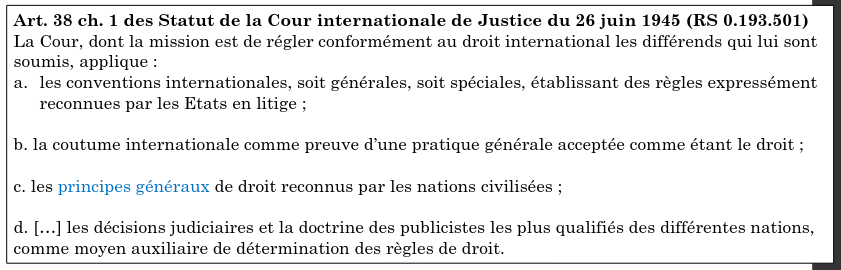 Art. 38 ch. 1 des Statut de la Cour internationale de Justice du 26 juin 1945 (RS 0.193.501)
La Cour, dont la mission est de régler conformément au droit international les différends qui lui sont
soumis, applique :
a. les conventions internationales, soit générales, soit spéciales, établissant des règles expressément
reconnues par les Etats en litige ;
b. la coutume internationale comme preuve d’une pratique générale acceptée comme étant le droit ;
c. les principes généraux de droit reconnus par les nations civilisées ;
d. […] les décisions judiciaires et la doctrine des publicistes les plus qualifiés des différentes nations,
comme moyen auxiliaire de détermination des règles de droit.